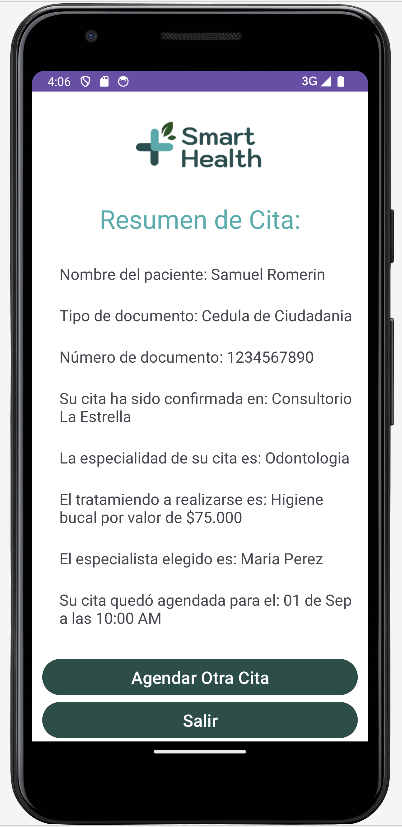 4:06
3G
Smart
Health
Resumen de Cita:
Nombre del paciente: Samuel Romerin
Tipo de documento: Cedula de Ciudadania
Número de documento: 1234567890
Su cita ha sido confirmada en: Consultorio
La Estrella
La especialidad de su cita es: Odontologia
El tratamiendo a realizarse es: Higiene
bucal por valor de $75.000
El especialista elegido es: Maria Perez
Su cita quedó agendada para el: 01 de Sep
a las 10:00 AM
Agendar Otra Cita
Salir